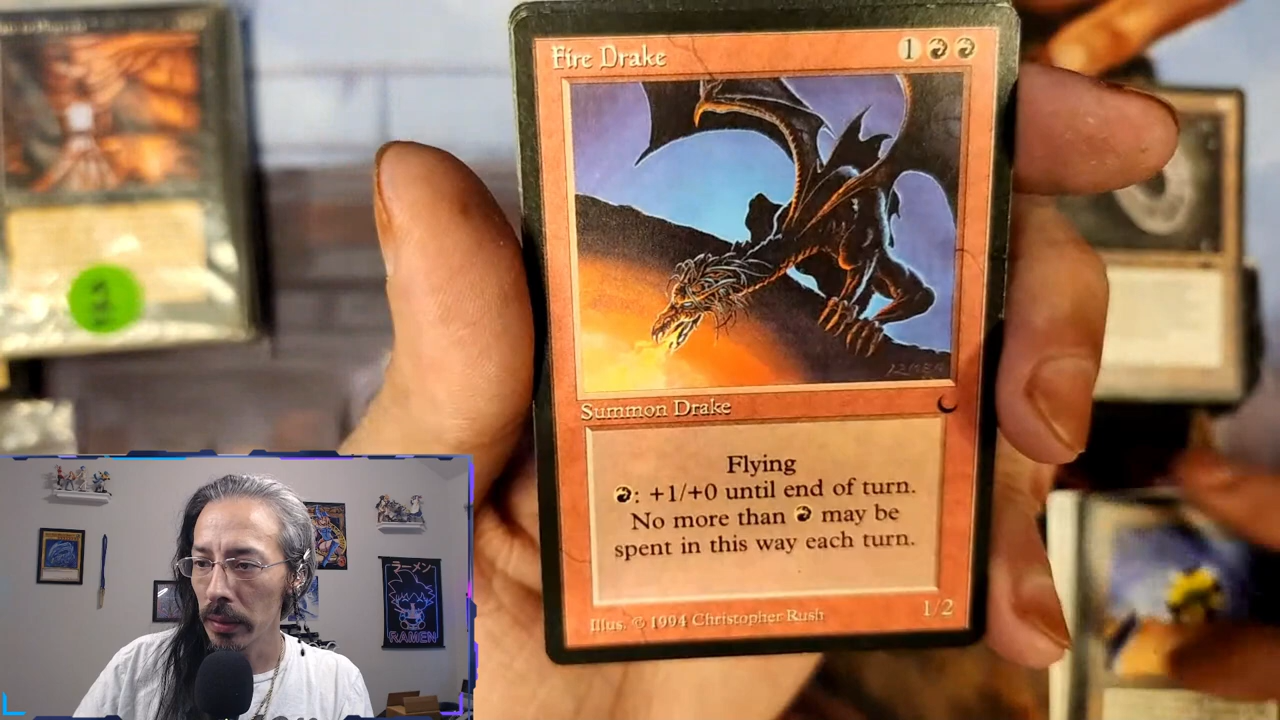 Fire Drake 1
Summon Drake
Flying
: +1/+0 until end of turn.
No more than may be
spent in this way each turn.
Illus. © 1994 Christopher Rush
1/2
ラーメン
RAMEN